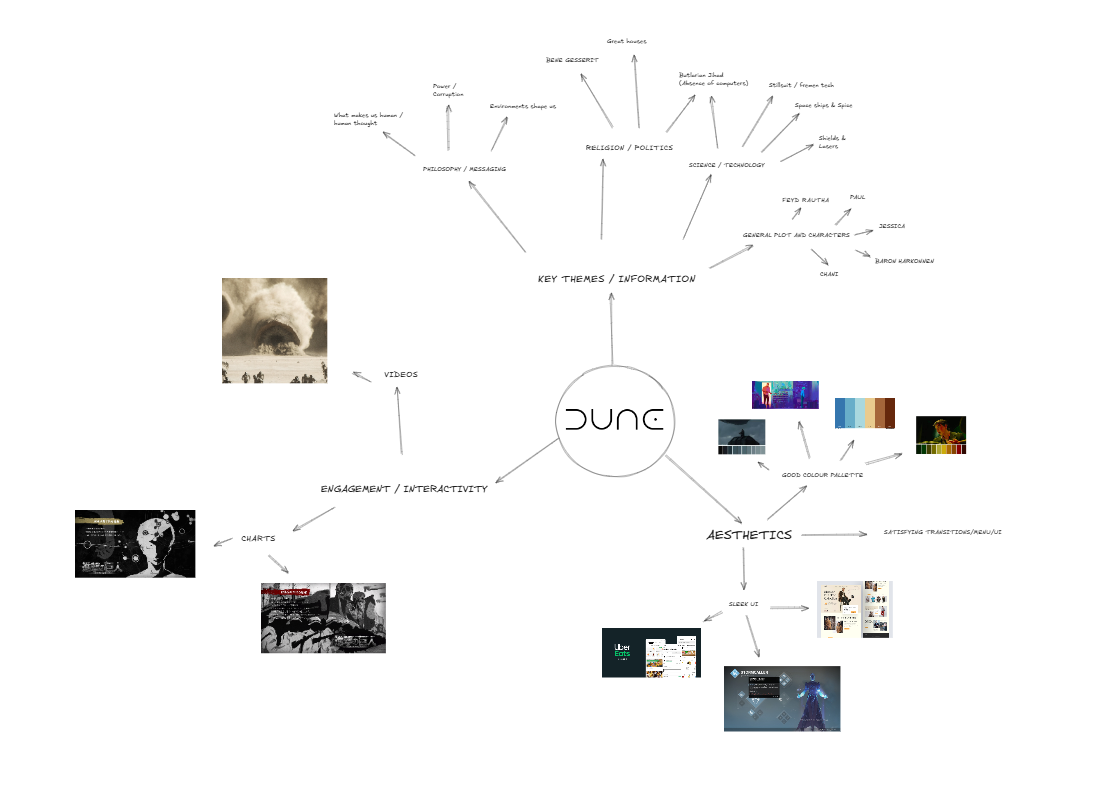 Great houses
BENE GESSERIT
Butlarian Jihad
(Absence of computers)
Stillsuit / fremen tech
Power /
Corruption
Environments shape us
Space ships & Spice
What makes us human /
human thought
Shields &
Lasers
RELIGION / POLITICS
PHILOSOPHY / MESSAGING
SCIENCE / TECHNOLOGY
FEYD RAUTHA
PAUL
JESSICA
GENERAL PLOT AND CHARACTERS
BARON HARKONNEN
CHANI
KEY THEMES / INFORMATION
VIDEOS
DUNE
GOOD COLOUR PALLETTE
ENGAGEMENT / INTERACTIVITY
AESTHETICS
SATISFYING TRANSITIONS/MENU/UI
CHARTS
SLEEK UI
Uber
Eats
STORMCALLER